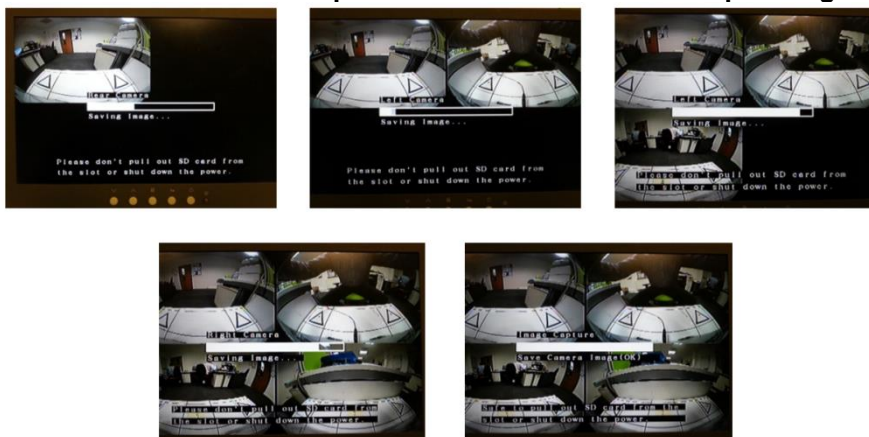 Rear Camera
Saving Image...
Please don't pull out SD card from
the slot or shut down the power.
Left Camera
Saving Image...
Please don't pull out SD card from
the slot or shut down the power.
Left Camera
Saving Image...
Please don't pull out SD card from
the slot or shut down the power.
Right Camera
Saving Image...
Please don't pull out SD card from
the slot or shut down the power.
Image Capture
Save Camera Image(OK)
Safe to pull out SD card from the
slot or shut down the power.